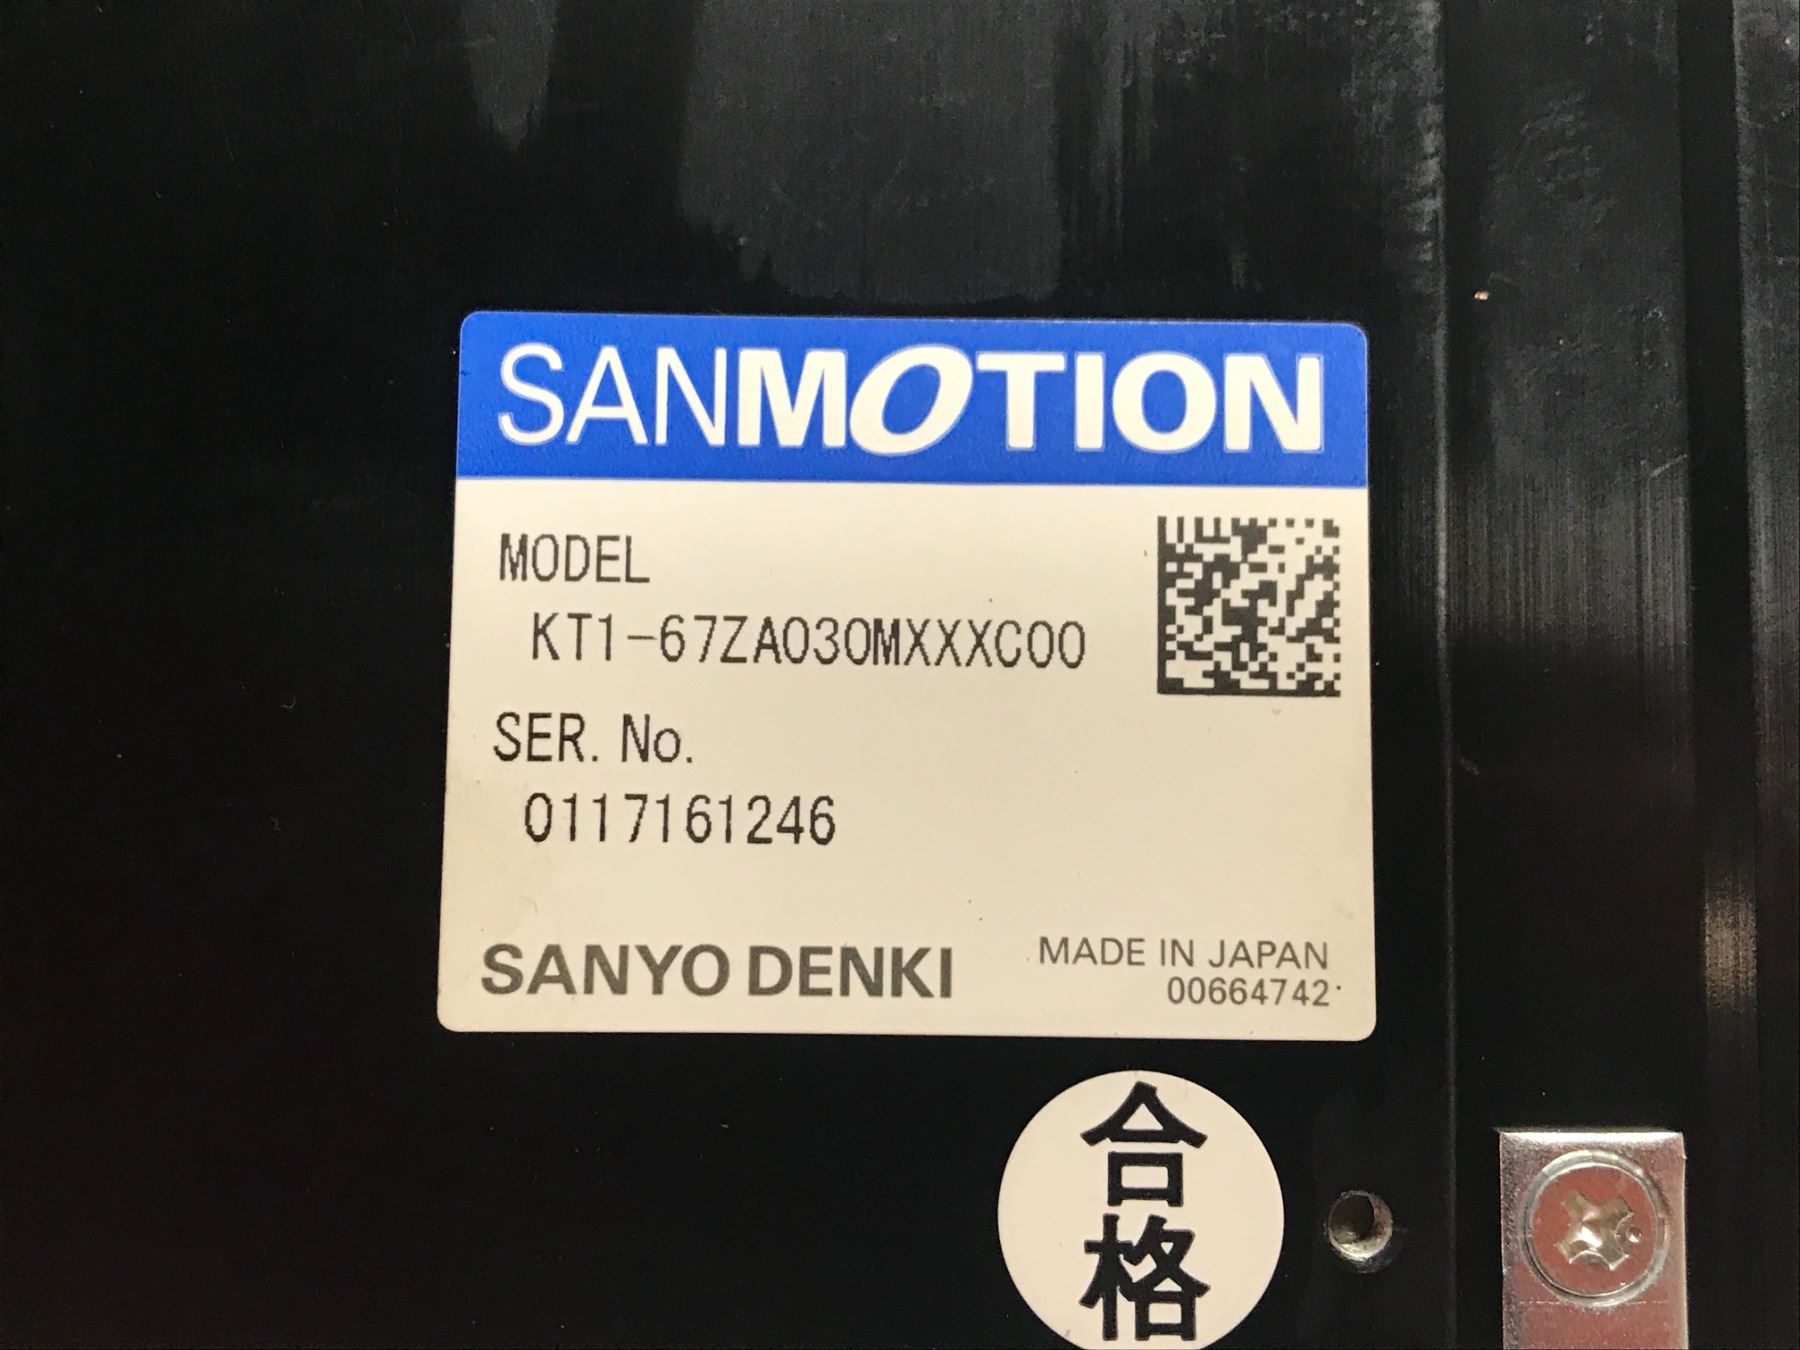 SANMOTION
MODEL
KT1-67ZA030MXXXC00
SER. No.
0117161246
SANYO DENKI
MADE IN JAPAN
00664742
合
格